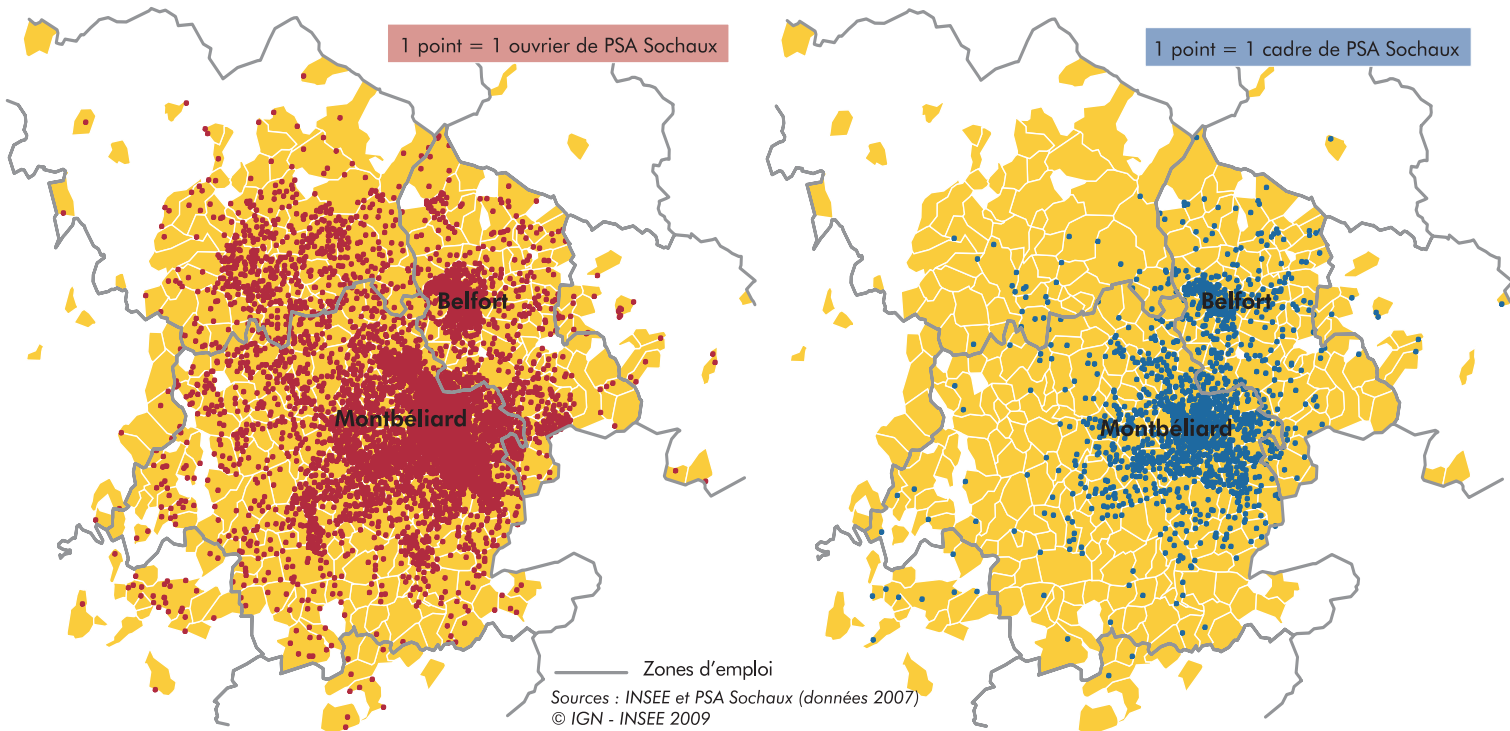 1 point = 1 ouvrier de PSA Sochaux
1 point = 1 cadre de PSA Sochaux
Belfort
Belfort
Montbéliard
Montbéliard
Zones d'emploi
Sources : INSEE et PSA Sochaux (données 2007)
© IGN - INSEE 2009